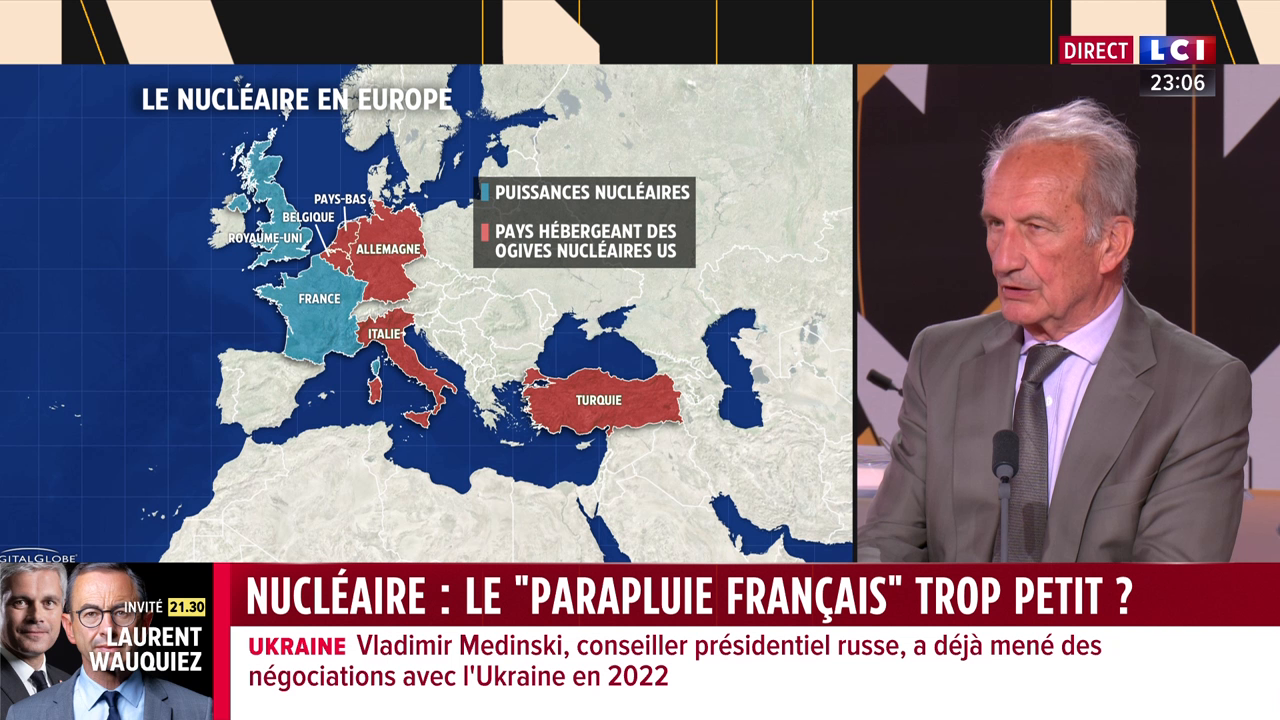 DIRECT
LCI
23:06
LE NUCLÉAIRE EN EUROPE
PUISSANCES NUCLÉAIRES
PAYS HÉBERGEANT DES
OGIVES NUCLÉAIRES US
PAYS-BAS
BELGIQUE
ROYAUME-UNI
ALLEMAGNE
FRANCE
ITALIE
TURQUIE
GITALGLOBE
INVITÉ 21.30
LAURENT
WAUQUIEZ
NUCLÉAIRE : LE "PARAPLUIE FRANÇAIS" TROP PETIT ?
UKRAINE Vladimir Medinski, conseiller présidentiel russe, a déjà mené des
négociations avec l'Ukraine en 2022